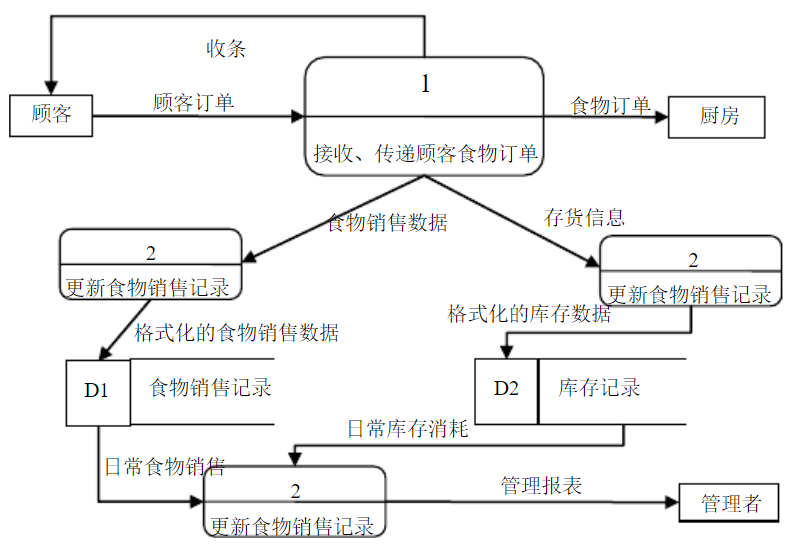 收条
1
顾客
顾客订单
食物订单
厨房
接收、传递顾客食物订单
食物销售数据
存货信息
2
更新食物销售记录
2
更新食物销售记录
格式化的食物销售数据
格式化的库存数据
D1
食物销售记录
D2
库存记录
日常库存消耗
日常食物销售
2
更新食物销售记录
管理报表
管理者